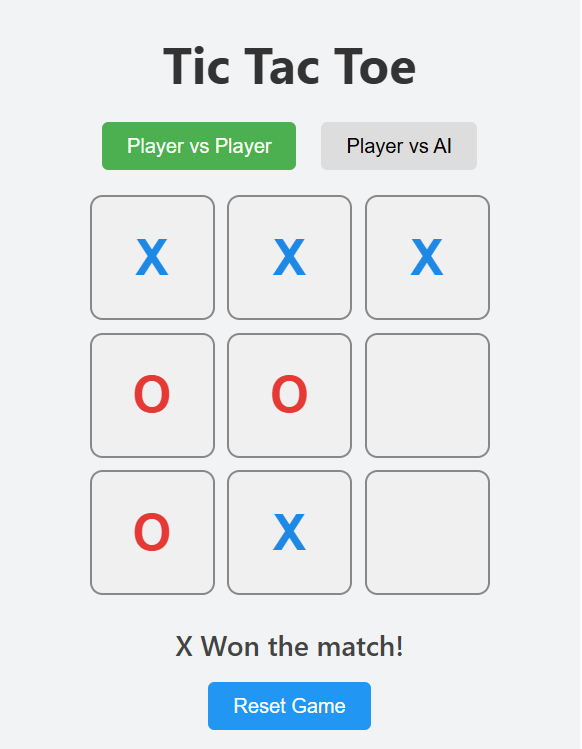 Tic Tac Toe
Player vs Player Player vs AI
X X X
O O
O X
X Won the match!
Reset Game